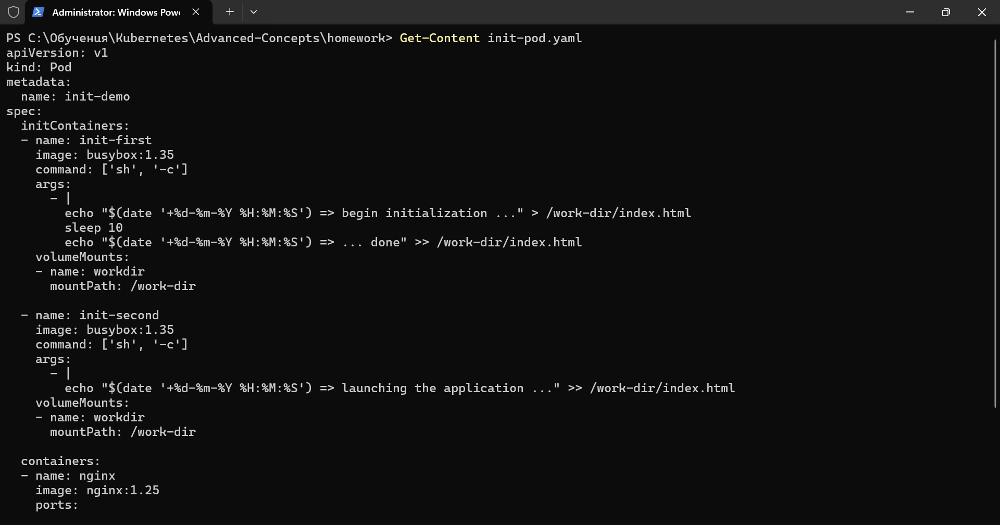 Administrator: Windows Pow
PS C:\Обучения\Kubernetes\Advanced-Concepts\homework> Get-Content init-pod.yaml
apiVersion: v1
kind: Pod
metadata:
  name: init-demo
spec:
  initContainers:
  - name: init-first
    image: busybox:1.35
    command: ['sh', '-c']
    args:
      - |
        echo "$(date '+%d-%m-%Y %H:%M:%S') => begin initialization ..." > /work-dir/index.html
        sleep 10
        echo "$(date '+%d-%m-%Y %H:%M:%S') => ... done" >> /work-dir/index.html
    volumeMounts:
    - name: workdir
      mountPath: /work-dir

  - name: init-second
    image: busybox:1.35
    command: ['sh', '-c']
    args:
      - |
        echo "$(date '+%d-%m-%Y %H:%M:%S') => launching the application ..." >> /work-dir/index.html
    volumeMounts:
    - name: workdir
      mountPath: /work-dir

  containers:
  - name: nginx
    image: nginx:1.25
    ports: